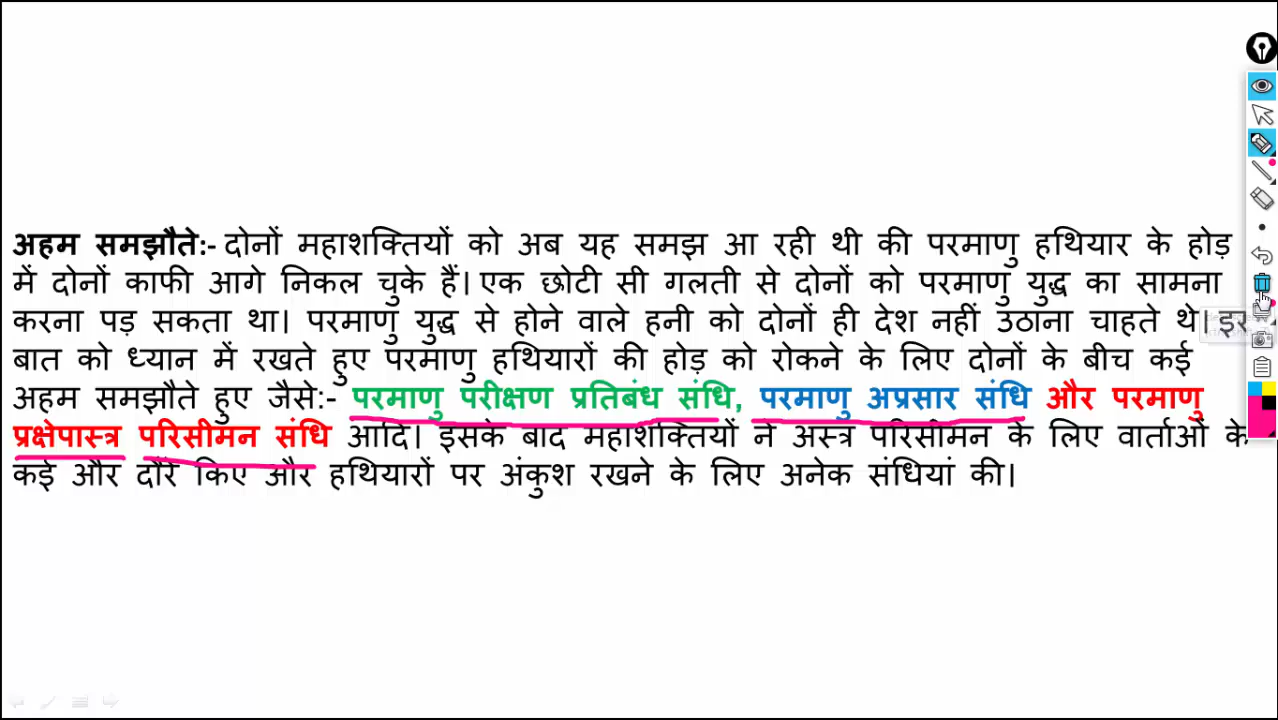 अहम समझौते:- दोनों महाशक्तियों को अब यह समझ आ रही थी की परमाणु हथियार के होड़
में दोनों काफी आगे निकल चुके हैं। एक छोटी सी गलती से दोनों को परमाणु युद्ध का सामना
करना पड़ सकता था। परमाणु युद्ध से होने वाले हनी को दोनों ही देश नहीं उठाना चाहते थे।
बात को ध्यान में रखते हुए परमाणु हथियारों की होड़ को रोकने के लिए दोनों के बीच कई
अहम समझौते हुए जैसे:- परमाणु परीक्षण प्रतिबंध संधि, परमाणु अप्रसार संधि और परमाणु
प्रक्षेपास्त्र परिसीमन संधि आदि। इसके बाद महाशक्तियों ने अस्त्र परिसीमन के लिए वार्ताओं के
कई और दौरे किए और हथियारों पर अंकुश रखने के लिए अनेक संधियां की।